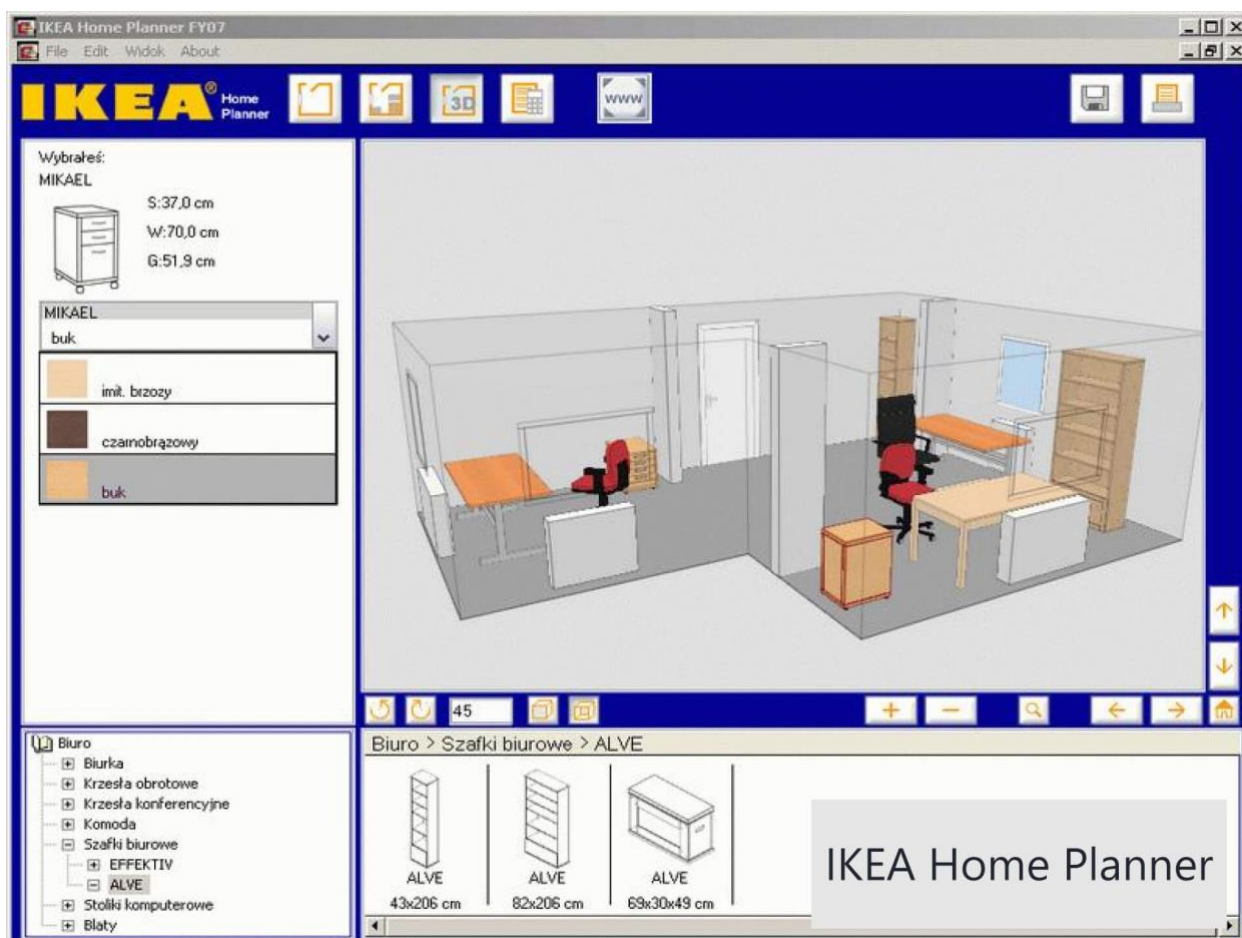 IKEA Home Planner FY07
File Edit Widok About
IKEA® Home Planner
3D
www
Wybrałeś:
MIKAEL
S:37,0 cm
W:70,0 cm
G:51,9 cm
MIKAEL
buk
imit. brzozy
czarnobrązowy
buk
45
Biuro
Biurka
Krzesła obrotowe
Krzesła konferencyjne
Komoda
Szafki biurowe
EFFEKTIV
ALVE
Stoliki komputerowe
Blaty
Biuro > Szafki biurowe > ALVE
ALVE
43x206 cm
ALVE
82x206 cm
ALVE
69x30x49 cm
IKEA Home Planner